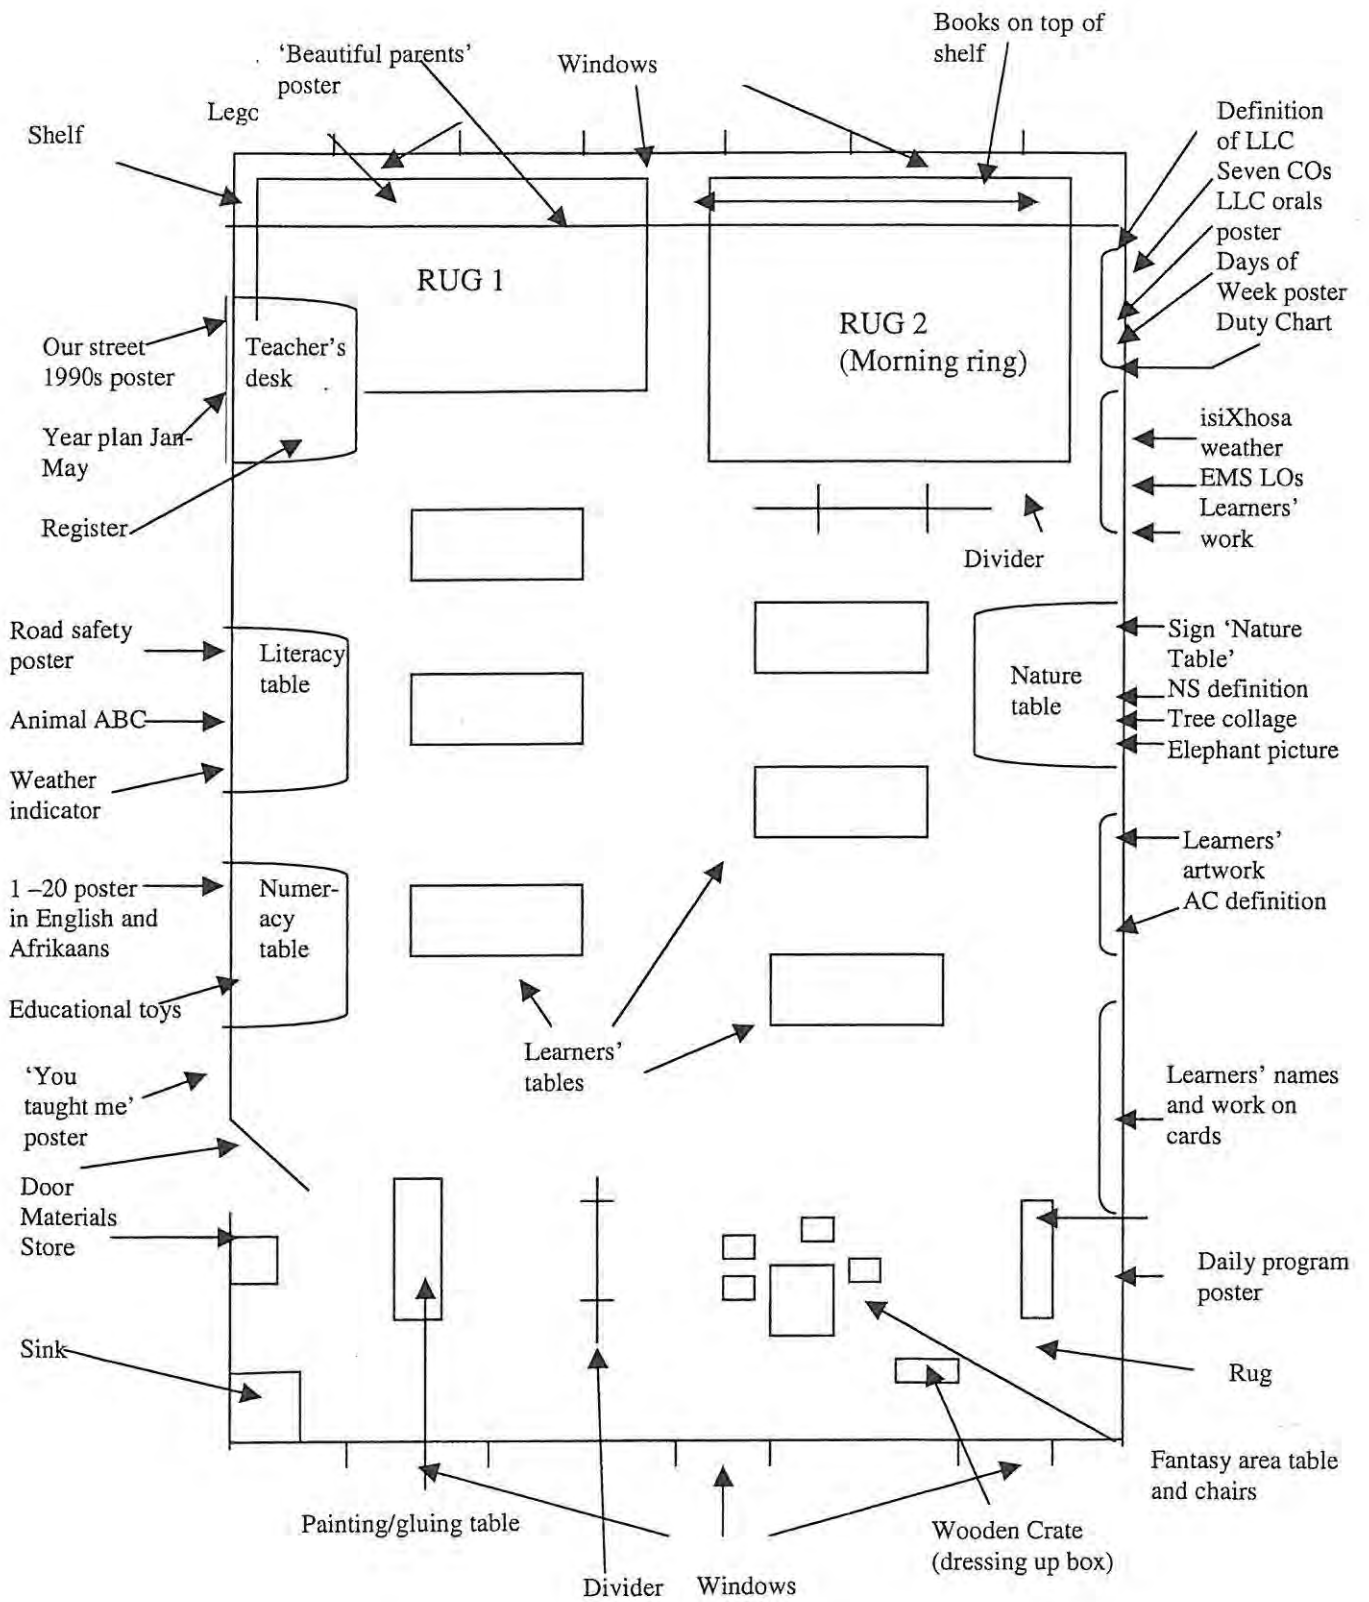 Books on top of
shelf
'Beautiful parents'
poster
Windows
Legc
Shelf
Definition
of LLC
Seven COs
LLC orals
poster
Days of
Week poster
Duty Chart
RUG 1
RUG 2
(Morning ring)
Our street
1990s poster
Teacher's
desk
Year plan Jan-
May
Register
isiXhosa
weather
EMS LOs
Learners'
work
Divider
Road safety
poster
Literacy
table
Animal ABC
Weather
indicator
Nature
table
Sign 'Nature
Table'
NS definition
Tree collage
Elephant picture
1 –20 poster
in English and
Afrikaans
Numer-
acy
table
Educational toys
Learners'
artwork
AC definition
Learners'
tables
'You
taught me'
poster
Learners' names
and work on
cards
Door
Materials
Store
Daily program
poster
Sink
Rug
Fantasy area table
and chairs
Painting/gluing table
Wooden Crate
(dressing up box)
Divider
Windows